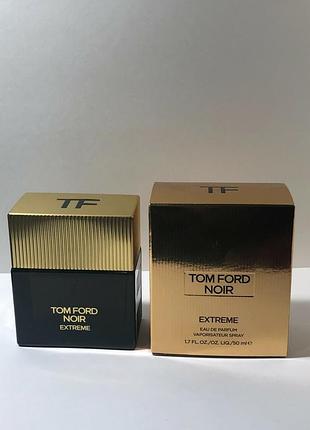 TF
TOM FORD
NOIR
EXTREME
TF
TOM FORD
NOIR
EXTREME
EAU DE PARFUM
VAPORISATEUR SPRAY
1.7 FL. OZ./OZ. LIQ./50 ml ℮